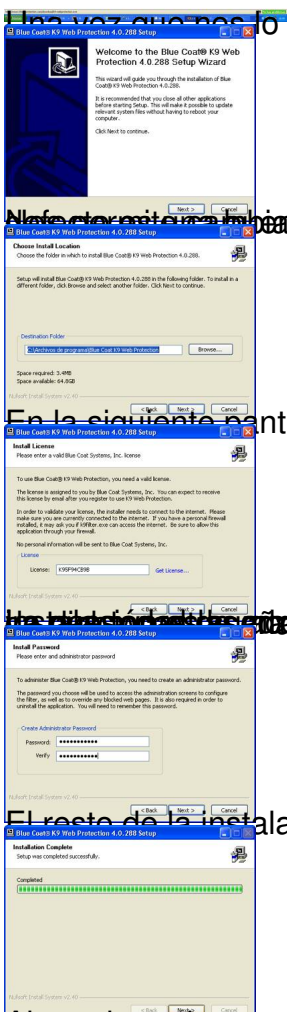 Una vez que nos lo
Blue Coat® K9 Web Protection 4.0.288 Setup
Welcome to the Blue Coat® K9 Web
Protection 4.0.288 Setup Wizard
This wizard will guide you through the installation of Blue
Coat® K9 Web Protection 4.0.288.
It is recommended that you close all other applications
before starting Setup. This will make it possible to update
relevant system files without having to reboot your
computer.
Click Next to continue.
Next > Cancel
Blue Coat® K9 Web Protection 4.0.288 Setup
Choose Install Location
Choose the folder in which to install Blue Coat® K9 Web Protection 4.0.288.
Setup will install Blue Coat® K9 Web Protection 4.0.288 in the following folder. To install in a
different folder, click Browse and select another folder. Click Next to continue.
Destination Folder
C:\Archivos de programa\Blue Coat K9 Web Protection Browse...
Space required: 3.4MB
Space available: 64.8GB
Nullsoft Install System v2.40
< Back Next > Cancel
En la siguiente pant
Blue Coat® K9 Web Protection 4.0.288 Setup
Install License
Please enter a valid Blue Coat Systems, Inc. license
To use Blue Coat® K9 Web Protection, you need a valid license.
The license is assigned to you by Blue Coat Systems, Inc. You can expect to receive
this license by email after you register to use K9 Web Protection.
In order to validate your license, the installer needs to connect to the internet. Please
make sure you are currently connected to the internet. If you have a personal firewall
installed, it may ask you if k9filter.exe can access the internet. Be sure to allow this
application through your firewall.
No personal information will be sent to Blue Coat Systems, Inc.
License
License: K95F94CB9B Get License...
< Back Next > Cancel
Blue Coat® K9 Web Protection 4.0.288 Setup
Install Password
Please enter and administrator password
To administer Blue Coat® K9 Web Protection, you need to create an administrator password.
The password you choose will be used to access the administration screens to configure
the filter, as well as to override any blocked web pages. It is also required in order to
uninstall the application. You will need to remember this password.
Create Administrator Password
Password:
Verify
Nullsoft Install System v2.40
< Back Next > Cancel
El resto de la instala
Blue Coat® K9 Web Protection 4.0.288 Setup
Installation Complete
Setup was completed successfully.
Completed
Nullsoft Install System v2.40
< Back Next > Cancel